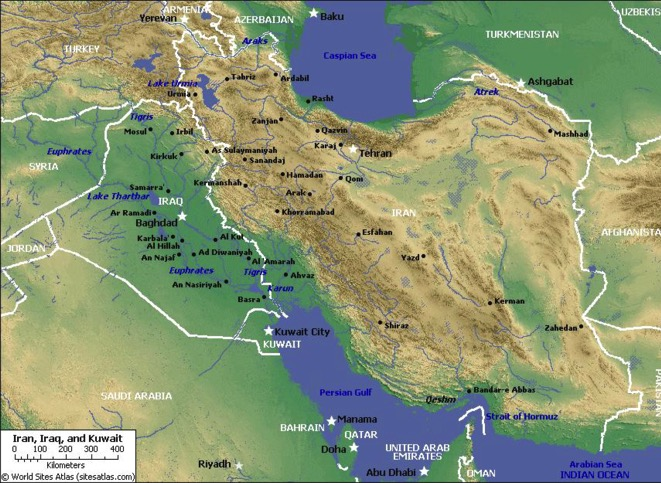 ARMENIA
Yerevan
AZERBAIJAN
Baku
UZBEKIS
TURKEY
Araks
Caspian Sea
TURKMENISTAN
Lake Urmia
Tabriz
Ardabil
Ashgabat
Urmia
Rasht
Atrek
Tigris
Zanjan
Mosul
Irbil
Qazvin
Mashhad
Euphrates
As Sulaymaniyah
Karaj
Tehran
Kirkuk
Sanandaj
SYRIA
Hamadan
Qom
Kermanshah
Samarra'
Arak
Lake Tharthar
IRAQ
Ar Ramadi
Khorramabad
IRAN
Baghdad
AFGHANISTA
Karbala'
Al Kut
Esfahan
JORDAN
Al Hillah
An Najaf
Ad Diwaniyah
Yazd
Al 'Amarah
Euphrates
Tigris
Ahvaz
An Nasiriyah
Karun
Basra
Kerman
Shiraz
Zahedan
Kuwait City
KUWAIT
SAUDI ARABIA
Persian Gulf
Bandar-e Abbas
Qeshm
Strait of Hormuz
Manama
BAHRAIN
QATAR
Doha
UNITED ARAB
EMIRATES
Riyadh
Abu Dhabi
OMAN
Arabian Sea
INDIAN OCEAN
Iran, Iraq, and Kuwait
0 100 200 300 400
Kilometers
© World Sites Atlas (sitesatlas.com)